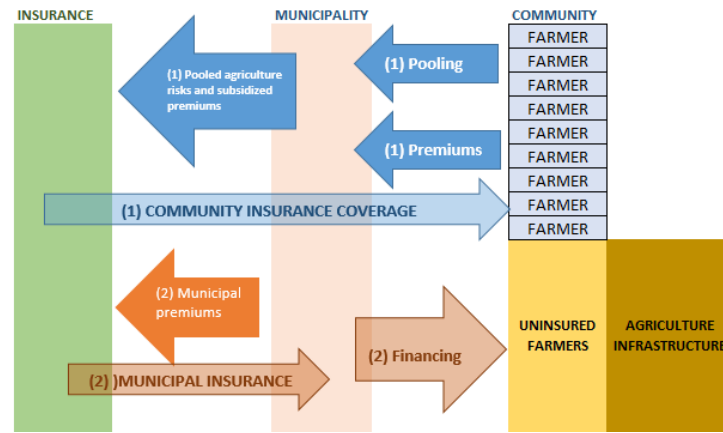 INSURANCE
MUNICIPALITY
COMMUNITY
FARMER
FARMER
FARMER
FARMER
FARMER
FARMER
FARMER
FARMER
FARMER
(1) Pooled agriculture
risks and subsidized
premiums
(1) Pooling
(1) Premiums
(1) COMMUNITY INSURANCE COVERAGE
(2) Municipal
premiums
(2) )MUNICIPAL INSURANCE
(2) Financing
UNINSURED
FARMERS
AGRICULTURE
INFRASTRUCTURE